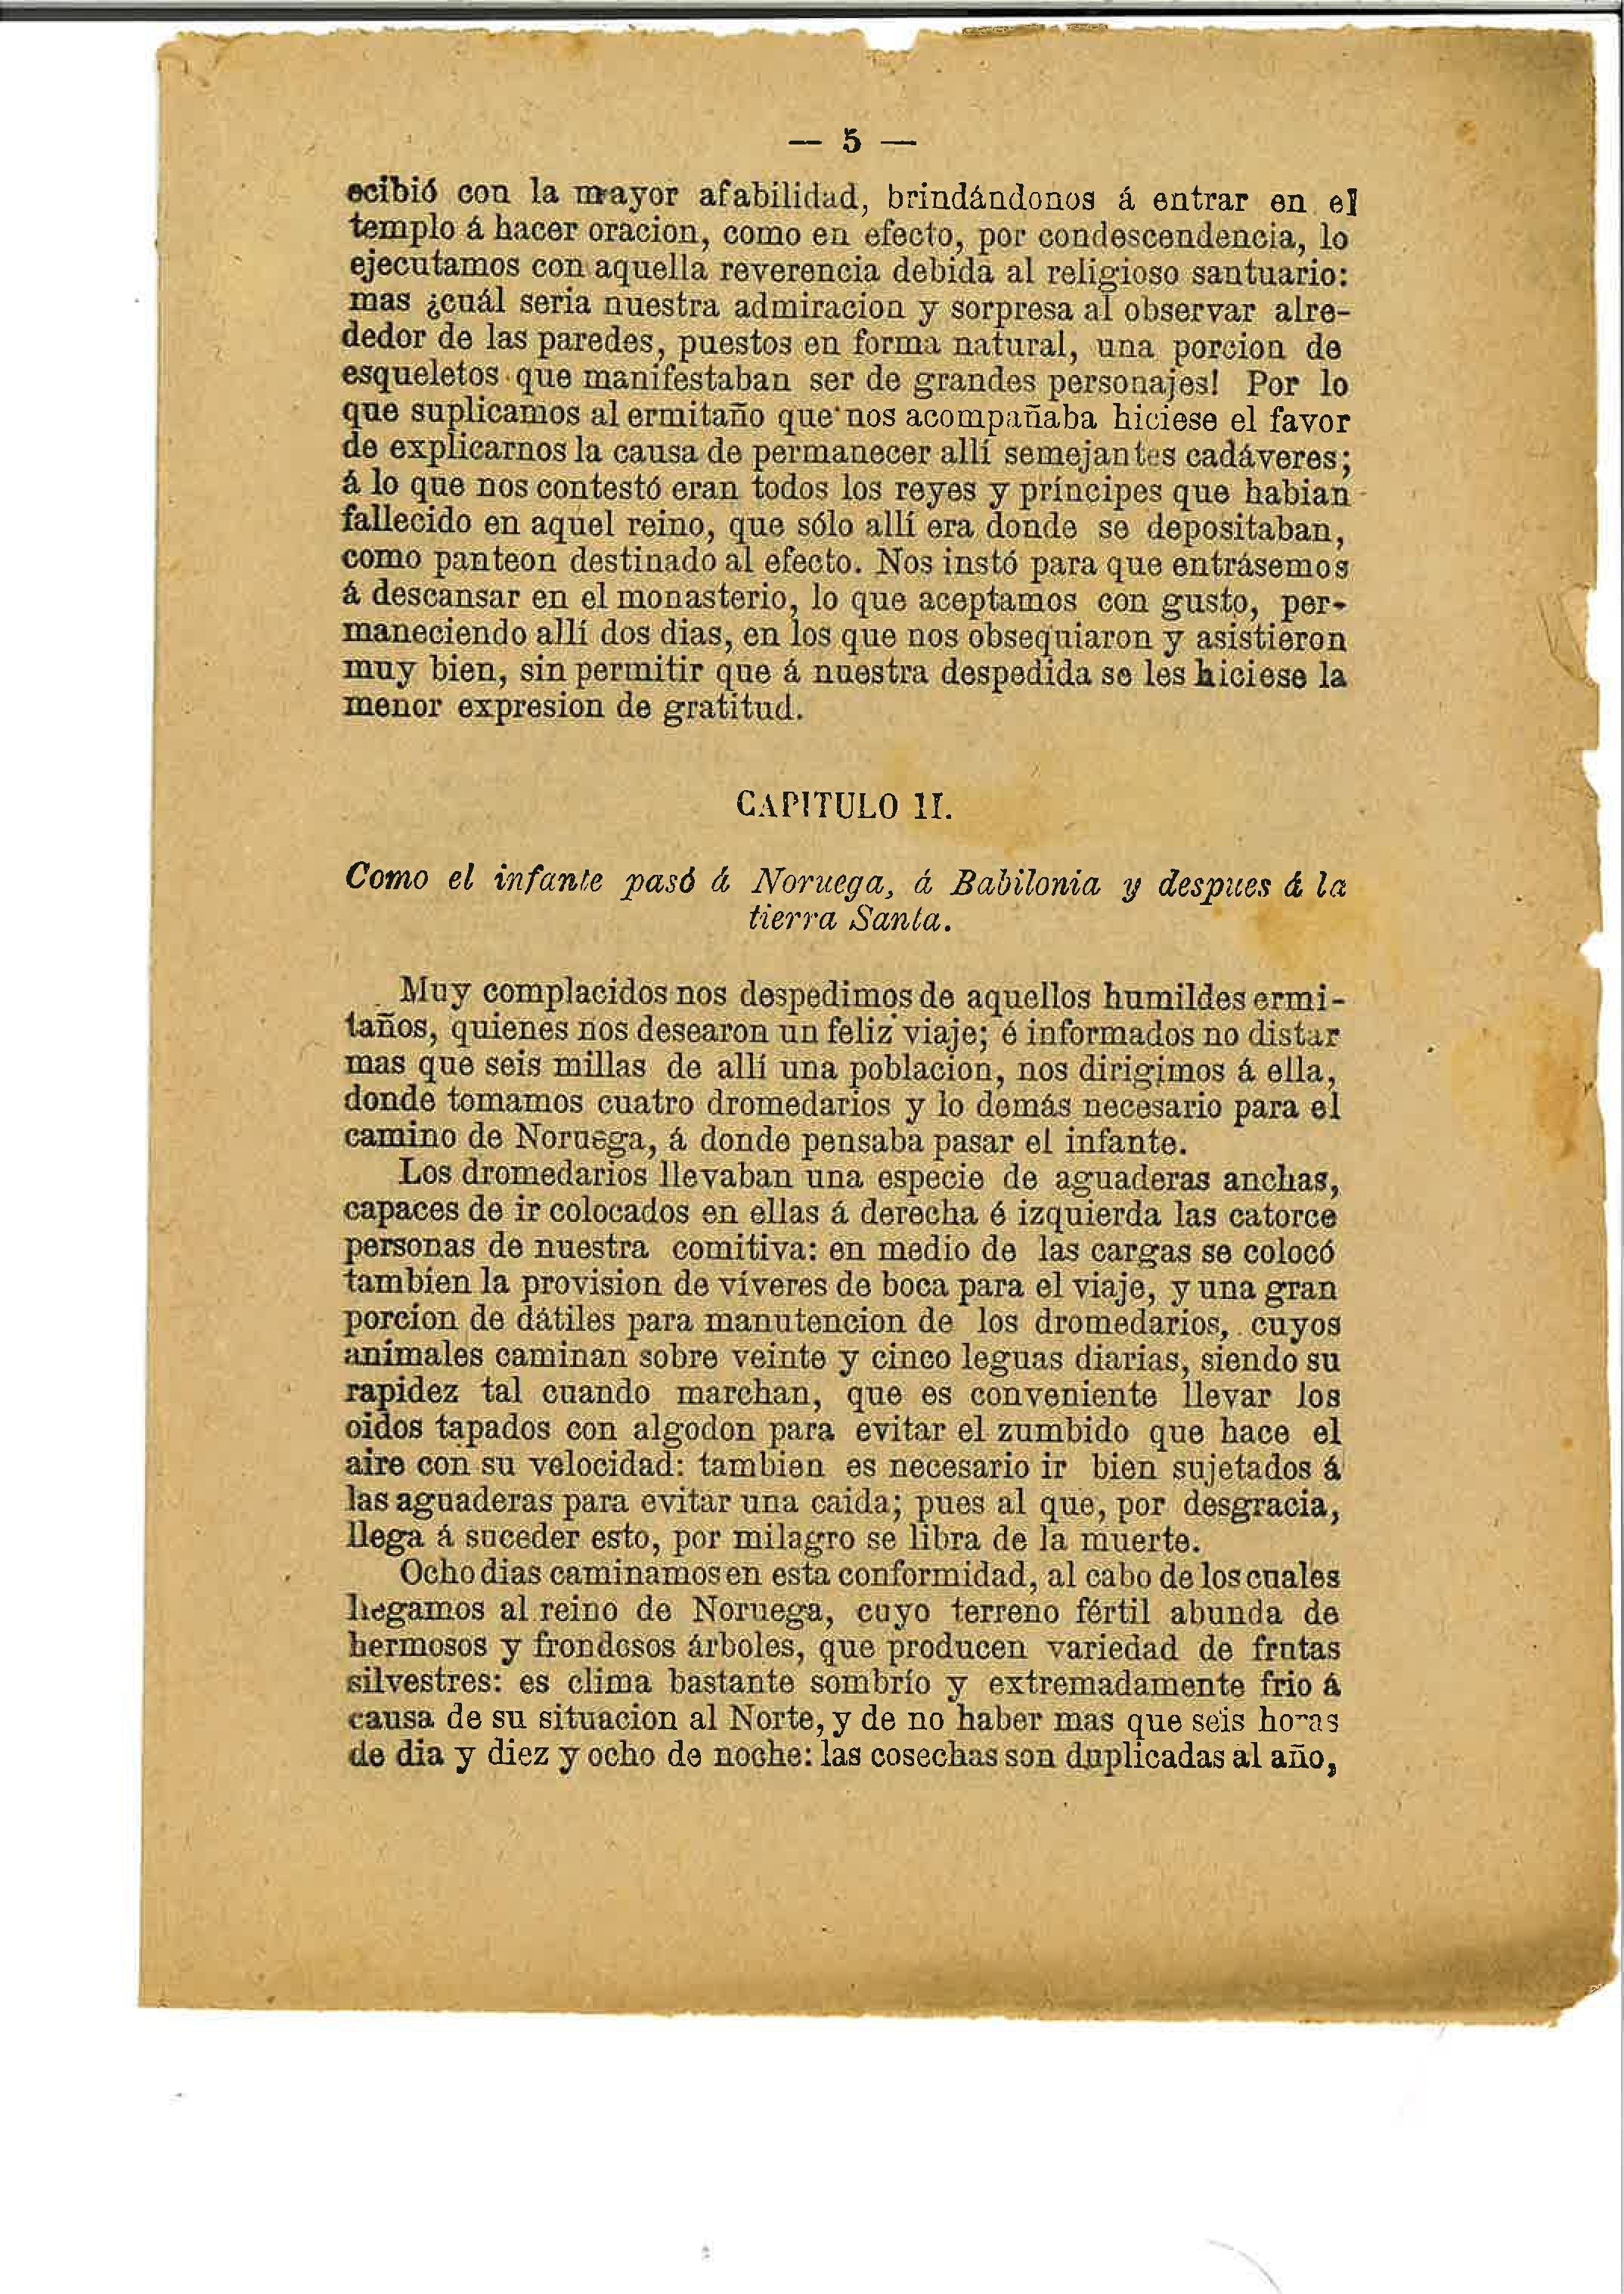 — 5 —
ecibió con la mayor afabilidad, brindándonos á entrar en el
templo á hacer oracion, como en efecto, por condescendencia, lo
ejecutamos con aquella reverencia debida al religioso santuario:
mas ¿cuál seria nuestra admiracion y sorpresa al observar alre-
dedor de las paredes, puestos en forma natural, una porcion de
esqueletos que manifestaban ser de grandes personajes! Por lo
que suplicamos al ermitaño que nos acompañaba hiciese el favor
de explicarnos la causa de permanecer allí semejantes cadáveres;
á lo que nos contestó eran todos los reyes y príncipes que habian
fallecido en aquel reino, que sólo allí era donde se depositaban,
como panteon destinado al efecto. Nos instó para que entrásemos
á descansar en el monasterio, lo que aceptamos con gusto, per-
maneciendo allí dos dias, en los que nos obsequiaron y asistieron
muy bien, sin permitir que á nuestra despedida se les hiciese la
menor expresion de gratitud.
CAPITULO II.
Como el infante pasó á Noruega, á Babilonia y despues á la
tierra Santa.
Muy complacidos nos despedimos de aquellos humildes ermi-
taños, quienes nos desearon un feliz viaje; é informados no distar
mas que seis millas de allí una poblacion, nos dirigimos á ella,
donde tomamos cuatro dromedarios y lo demás necesario para el
camino de Noruega, á donde pensaba pasar el infante.
Los dromedarios llevaban una especie de aguaderas anchas,
capaces de ir colocados en ellas á derecha é izquierda las catorce
personas de nuestra comitiva: en medio de las cargas se colocó
tambien la provision de víveres de boca para el viaje, y una gran
porcion de dátiles para manutencion de los dromedarios, cuyos
animales caminan sobre veinte y cinco leguas diarias, siendo su
rapidez tal cuando marchan, que es conveniente llevar los
oidos tapados con algodon para evitar el zumbido que hace el
aire con su velocidad: tambien es necesario ir bien sujetados á
las aguaderas para evitar una caida; pues al que, por desgracia,
llega á suceder esto, por milagro se libra de la muerte.
Ocho dias caminamos en esta conformidad, al cabo de los cuales
llegamos al reino de Noruega, cuyo terreno fértil abunda de
hermosos y frondosos árboles, que producen variedad de frutas
silvestres: es clima bastante sombrío y extremadamente frio á
causa de su situacion al Norte, y de no haber mas que seis horas
de dia y diez y ocho de noche: las cosechas son duplicadas al año,